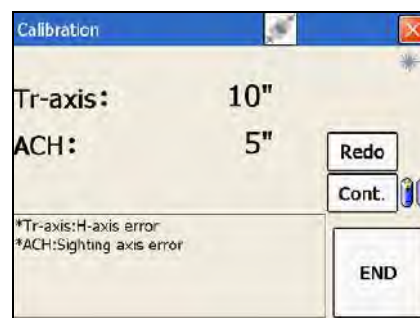 Calibration
Tr-axis: 10"
ACH: 5"
Redo
Cont.
*Tr-axis:H-axis error
*ACH:Sighting axis error
END